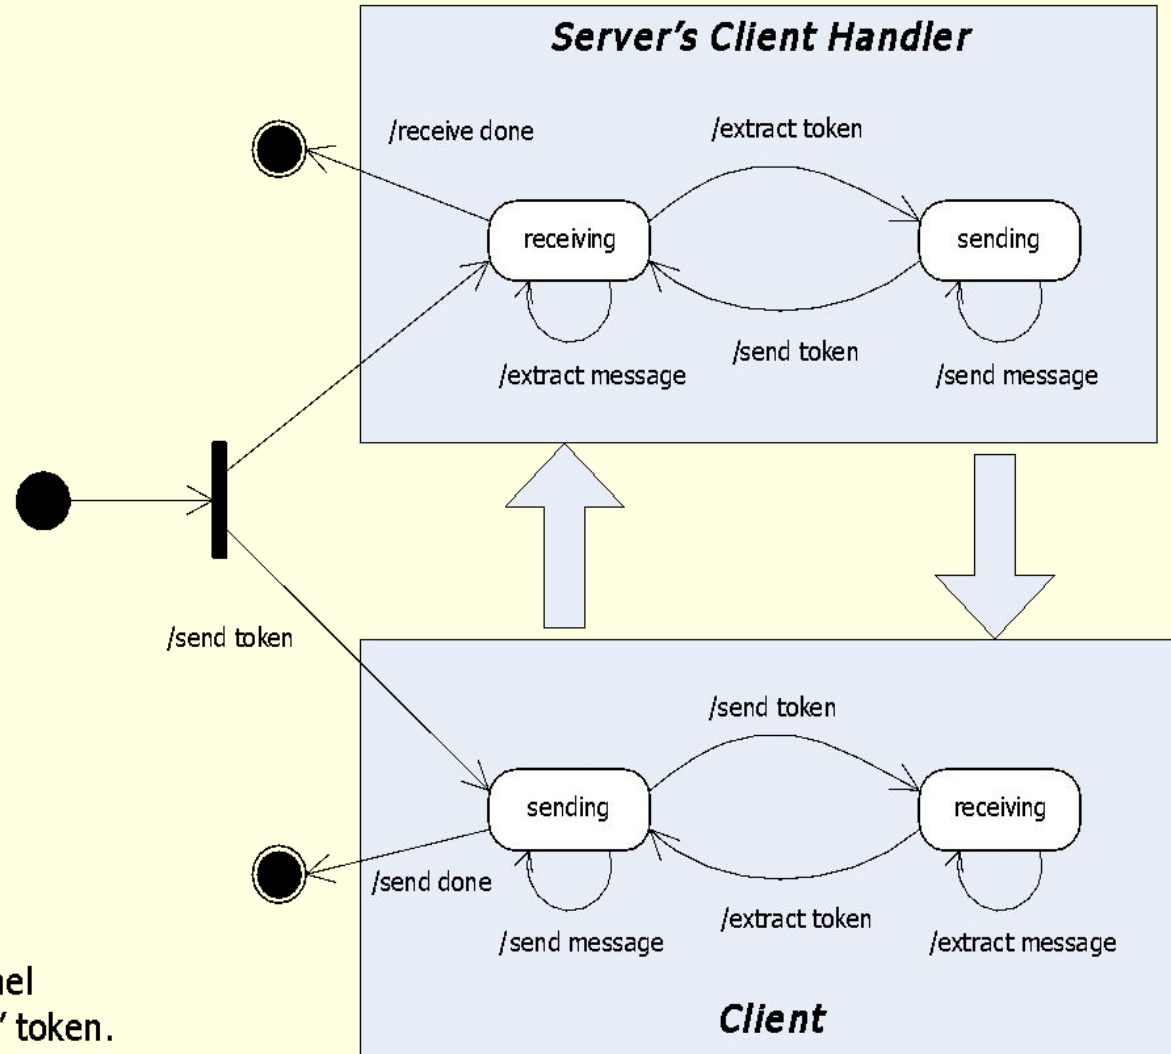 Server's Client Handler
/receive done
/extract token
receiving
sending
/extract message
/send token
/send message
/send token
/send token
sending
receiving
/send done
/extract token
/send message
/extract message
token.
Client